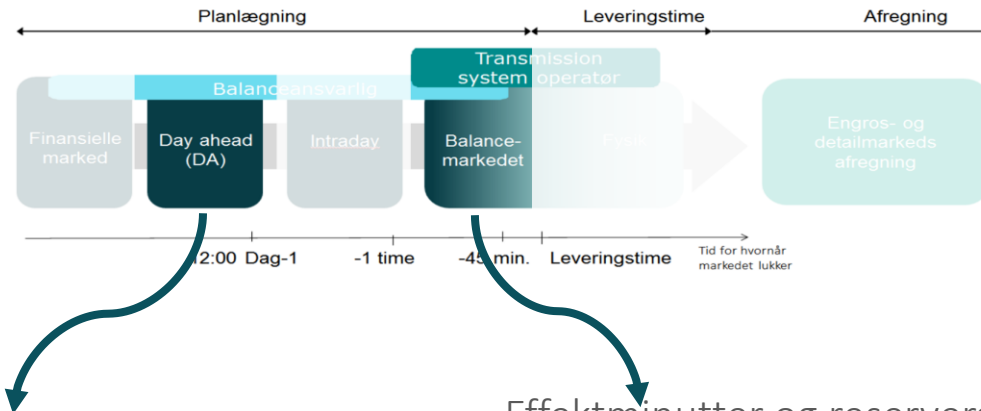 Planlægning
Leveringstime
Afregning
Transmission
system operatør
Balanceansvarlig
Finansielle
marked
Day ahead
(DA)
Intraday
Balance-
markedet
Fysik
Engros- og
detailmarkeds
afregning
12:00 Dag-1
-1 time
-45 min.
Leveringstime
Tid for hvornår
markedet lukker